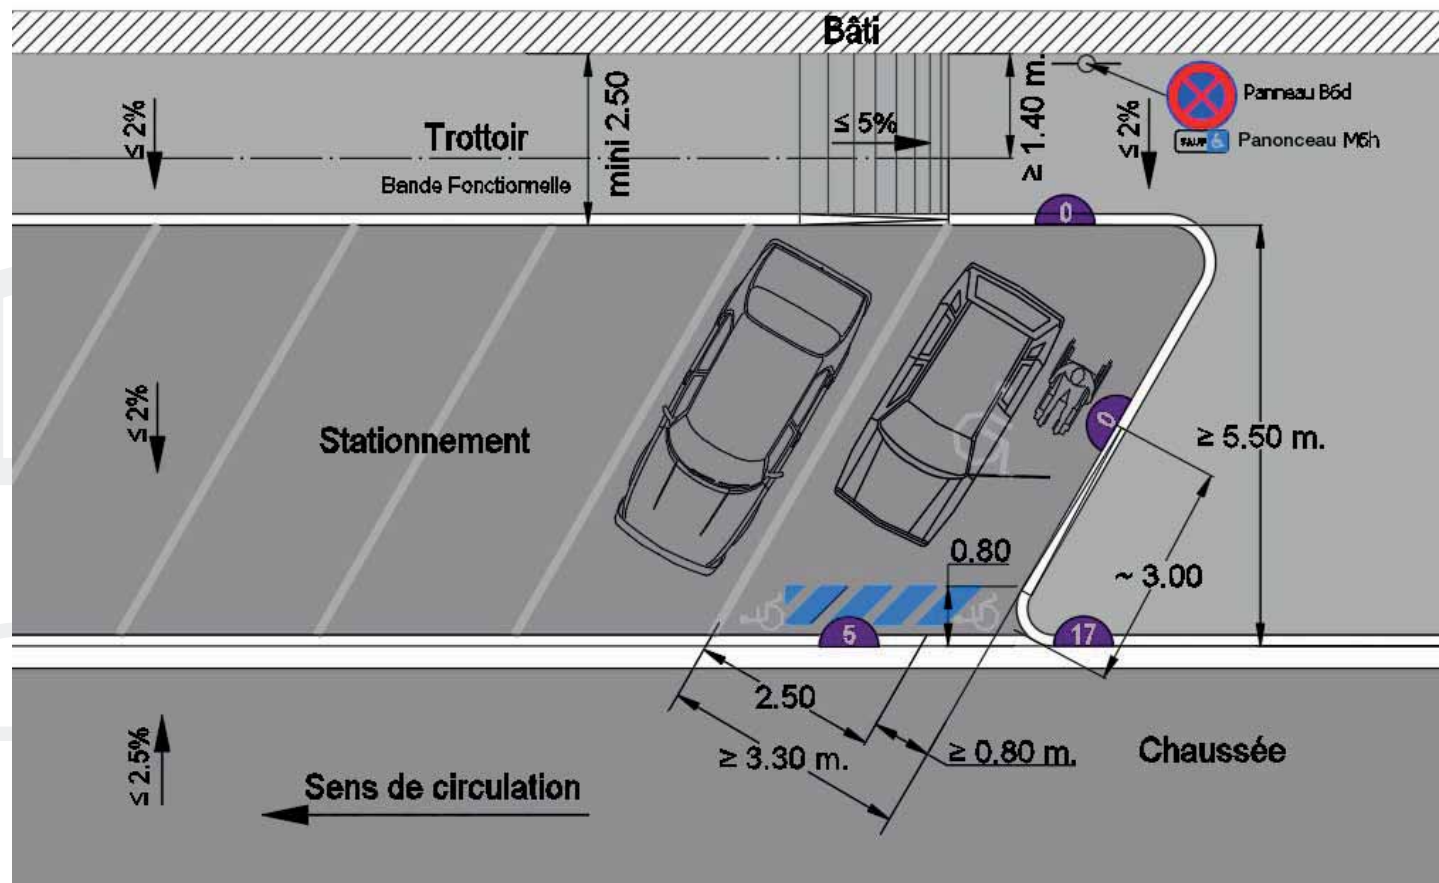 Bâti
≤ 2%
Trottoir
Bande Fonctionnelle
mini 2.50
≤ 5%
≥ 1.40 m.
≤ 2%
Panneau B6d
SAUF
Panonceau M6h
0
≤ 2%
Stationnement
0
≥ 5.50 m.
0.80
~ 3.00
5
17
2.50
≥ 3.30 m.
≥ 0.80 m.
Chaussée
≤ 2.5%
Sens de circulation